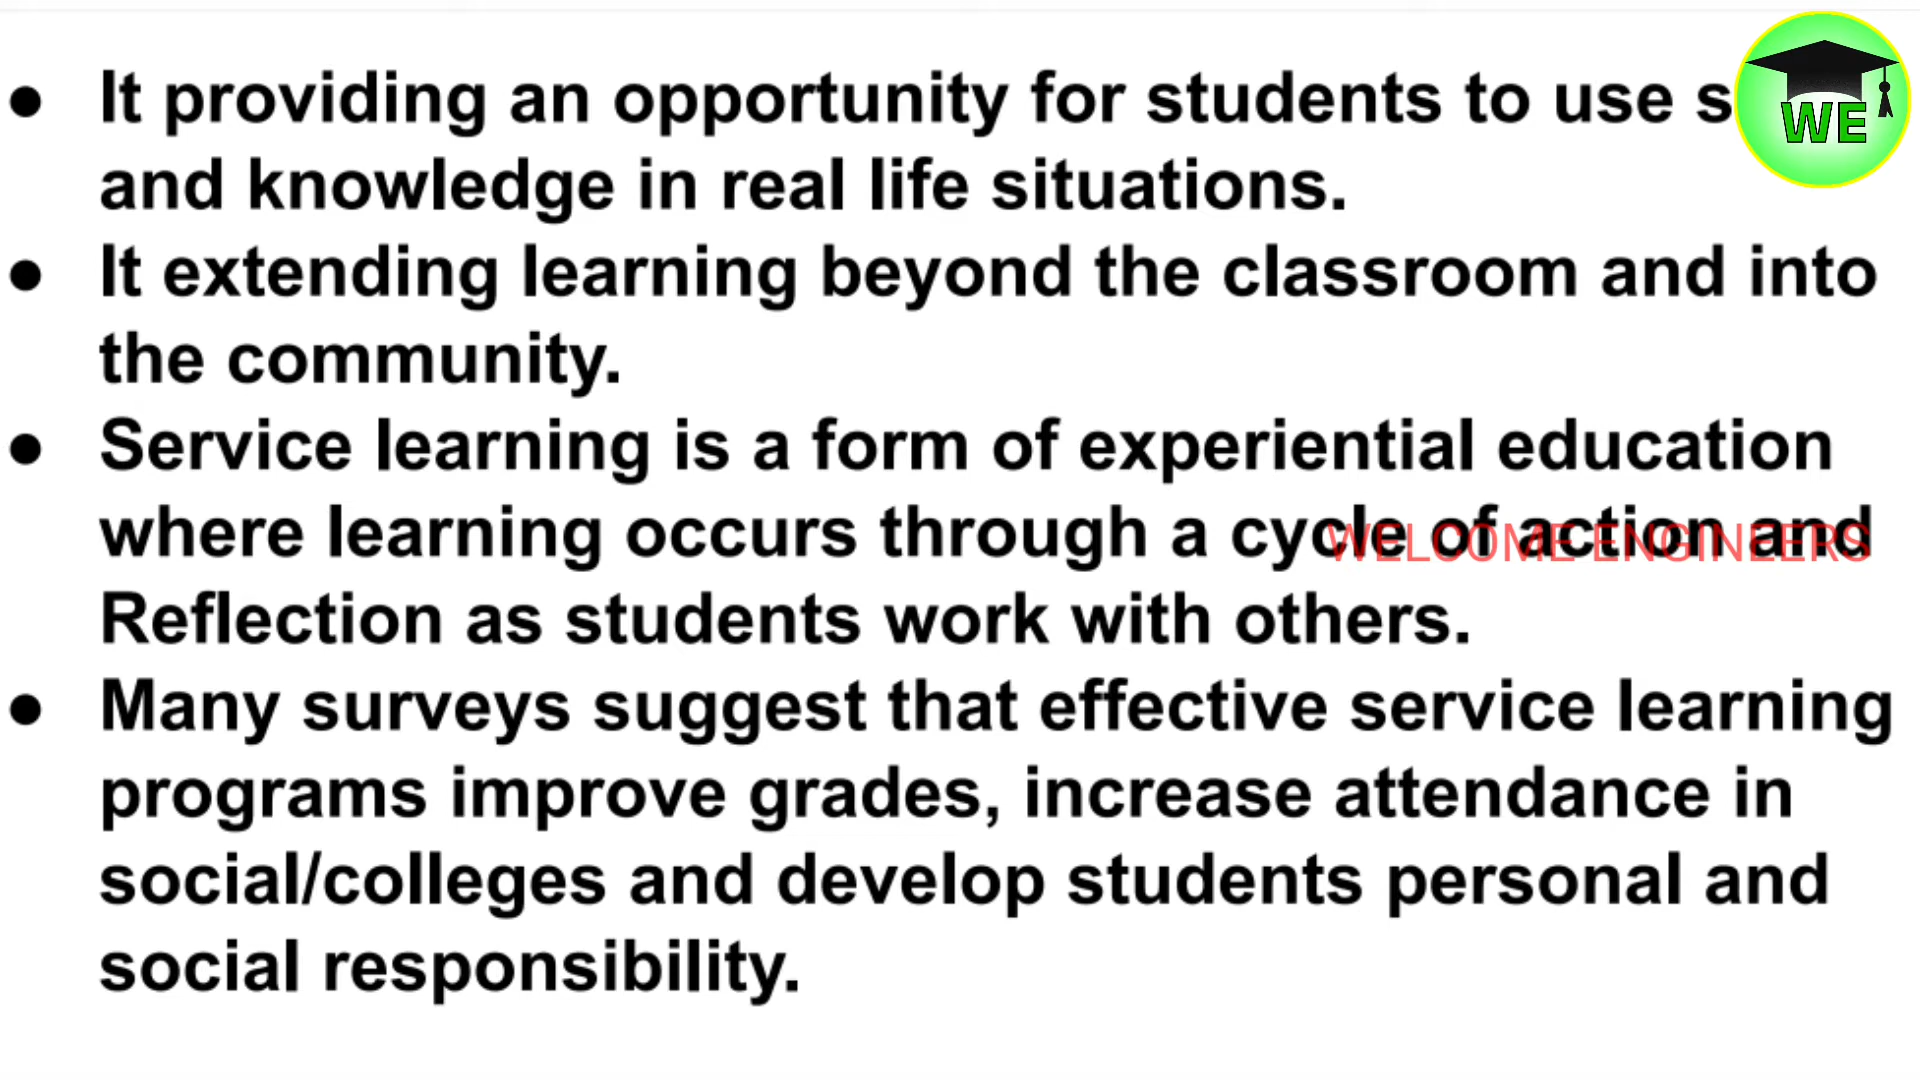 ● It providing an opportunity for students to use
and knowledge in real life situations.
● It extending learning beyond the classroom and into
the community.
● Service learning is a form of experiential education
where learning occurs through a cycle of action and
Reflection as students work with others.
● Many surveys suggest that effective service learning
programs improve grades, increase attendance in
social/colleges and develop students personal and
social responsibility.
WE
WELCOME ENGINEERS